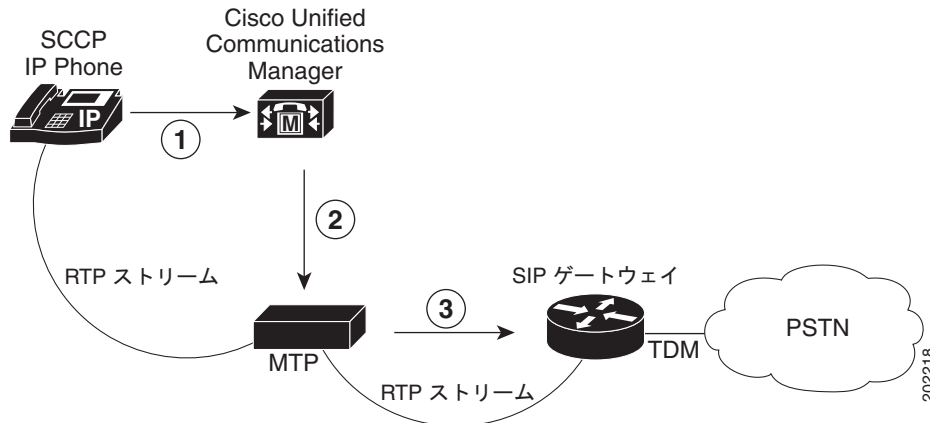 SCCP
IP Phone
Cisco Unified
Communications
Manager
IP
M
1
2
RTP ストリーム
3
SIP ゲートウェイ
MTP
TDM
PSTN
RTP ストリーム
202218